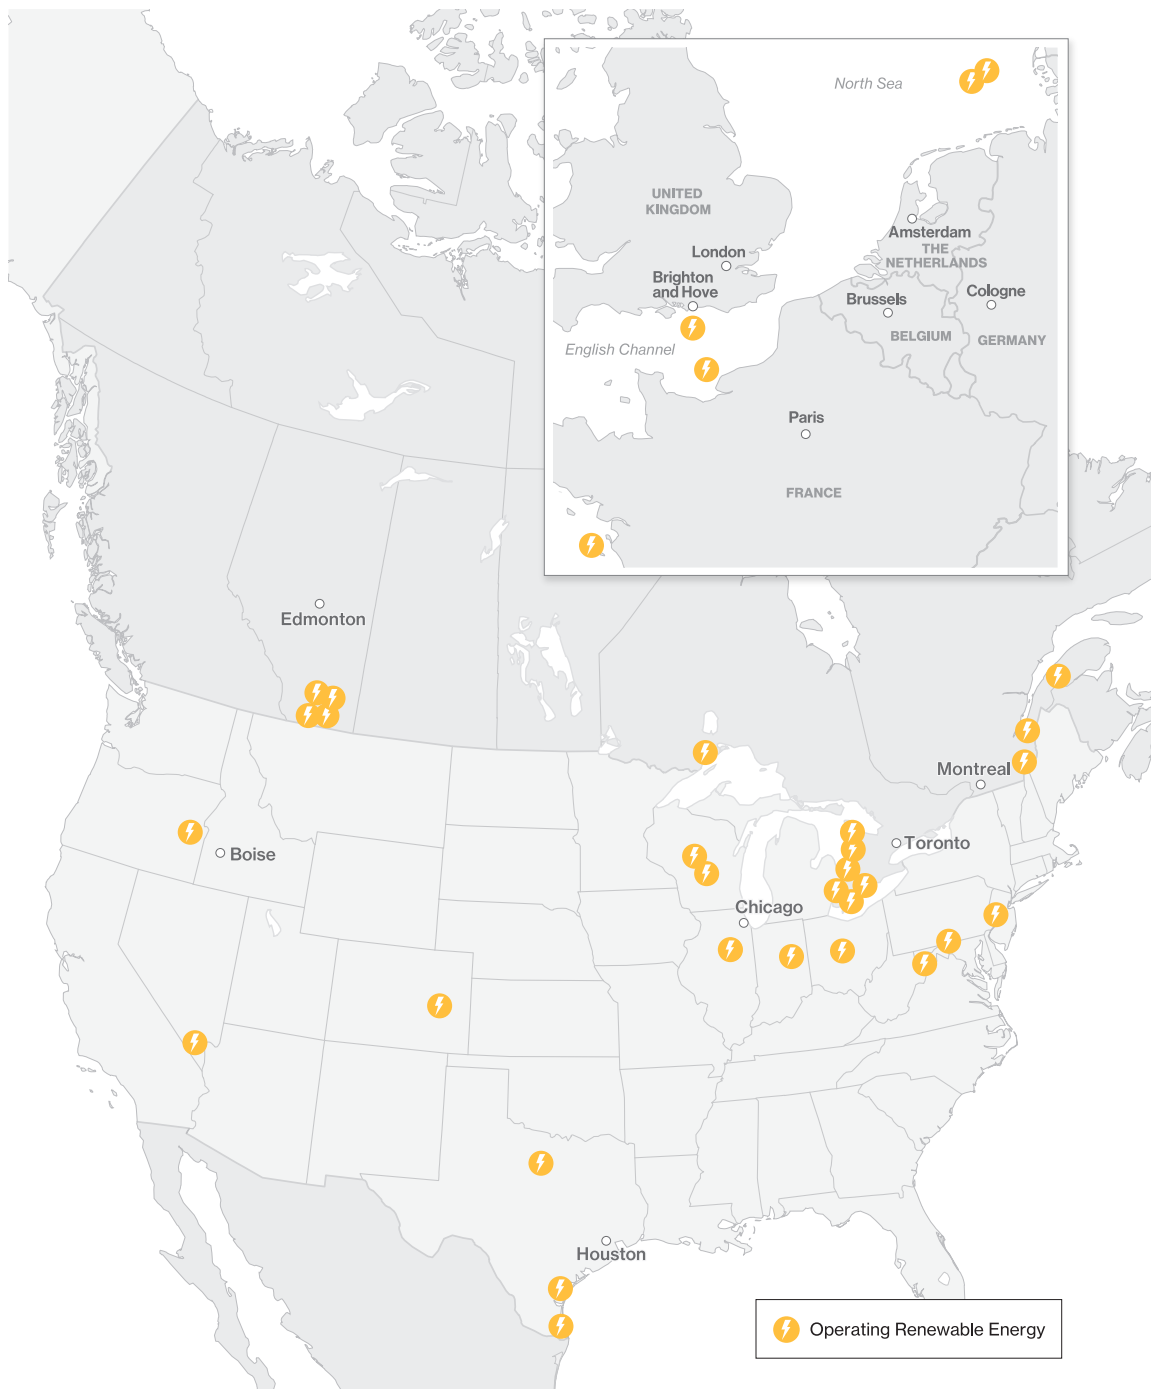 North Sea
UNITED
KINGDOM
Amsterdam
THE
NETHERLANDS
London
Brighton
and Hove
Brussels
Cologne
BELGIUM
GERMANY
English Channel
Paris
FRANCE
Edmonton
Montreal
Boise
Toronto
Chicago
Houston
Operating Renewable Energy